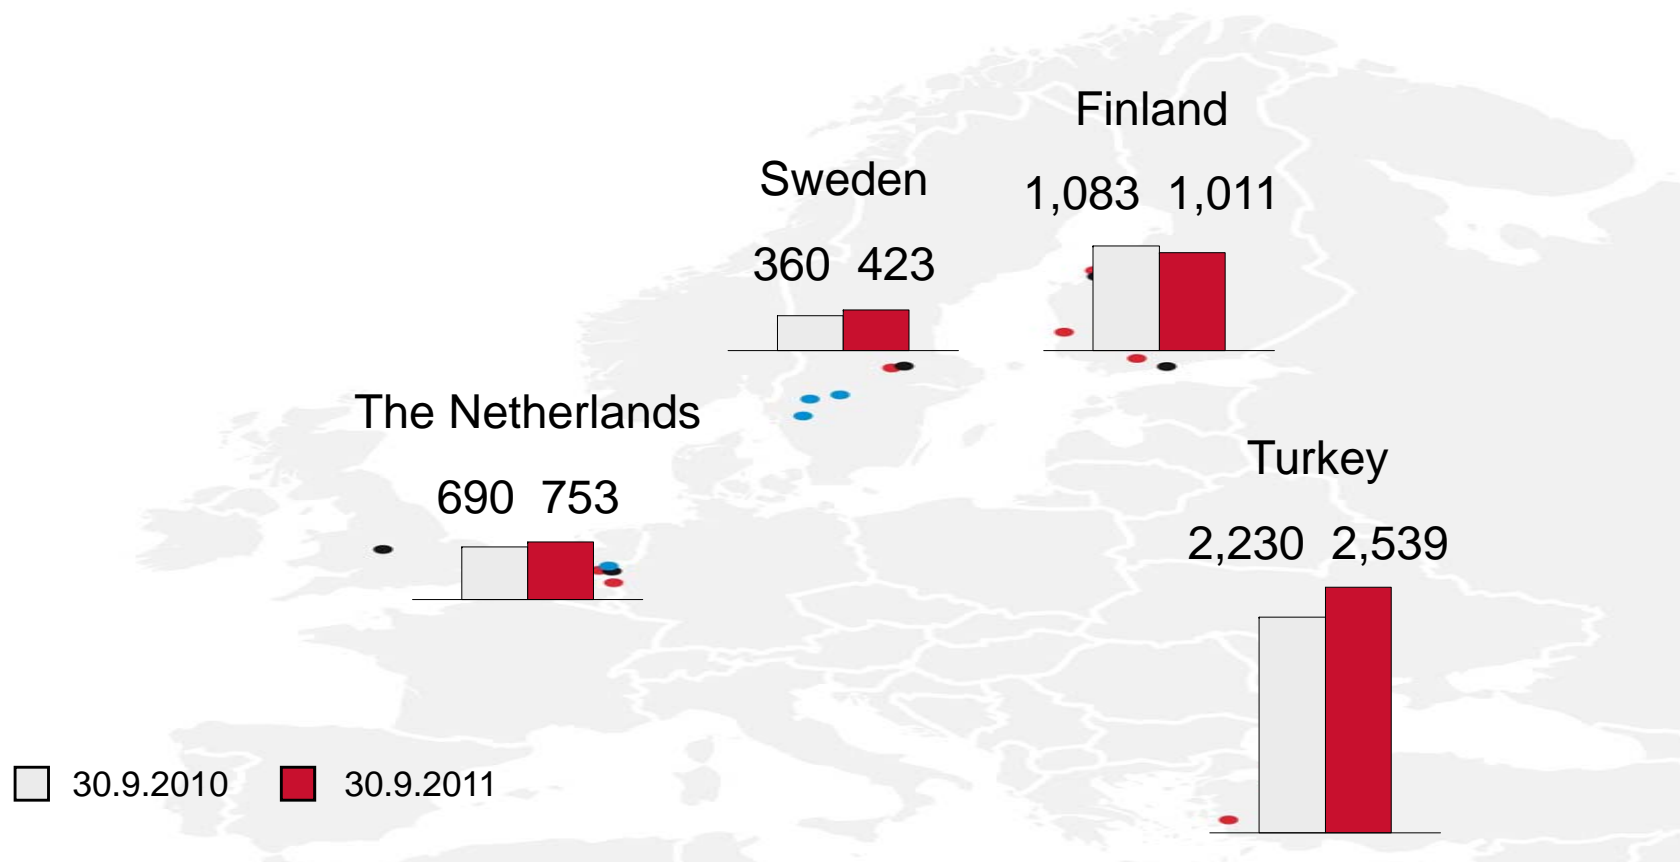 Finland
1,083 1,011
Sweden
360 423
The Netherlands
690 753
Turkey
2,230 2,539
30.9.2010 30.9.2011